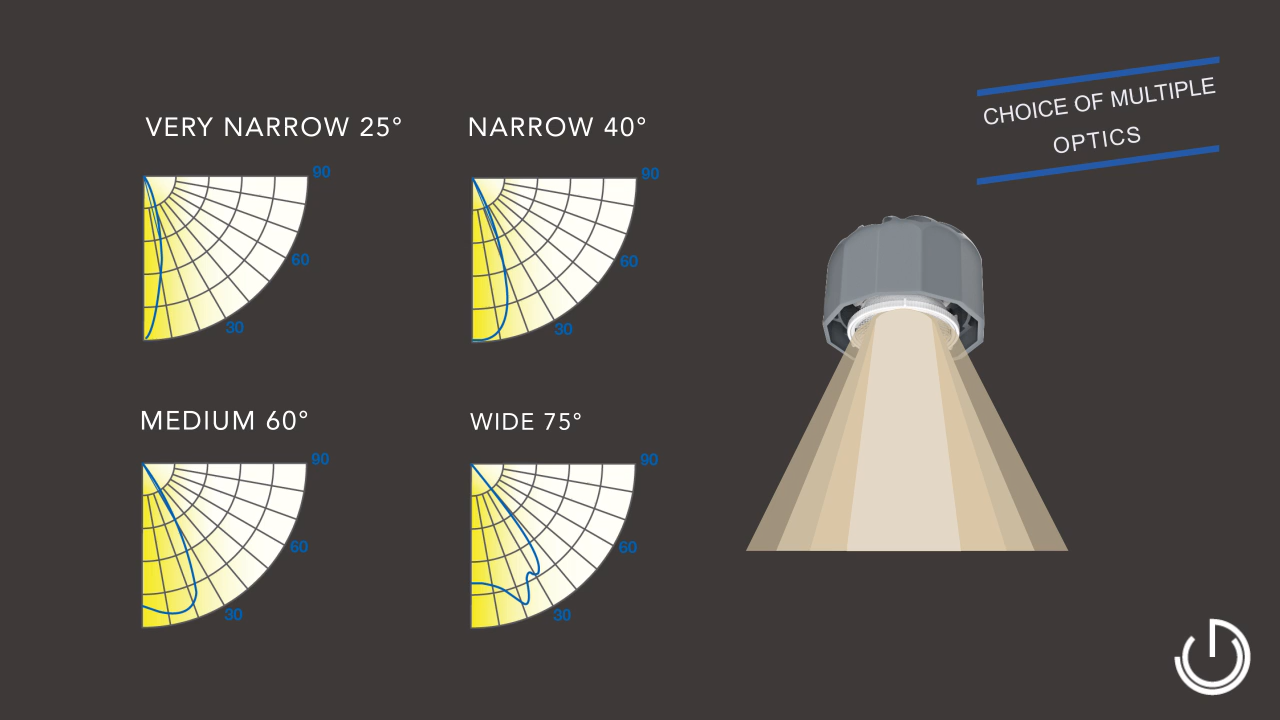 CHOICE OF MULTIPLE
OPTICS
VERY NARROW 25°
90
60
30
NARROW 40°
90
60
30
MEDIUM 60°
90
60
30
WIDE 75°
90
60
30